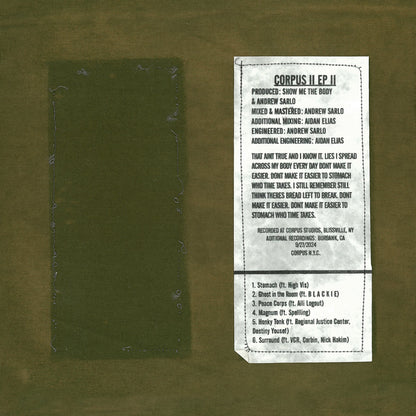 CORPUS II EP II
PRODUCED: SHOW ME THE BODY
& ANDREW SARLO
MIXED & MASTERED: ANDREW SARLO
ADDITIONAL MIXING: AIDAN ELIAS
ENGINEERED: ANDREW SARLO
ADDITIONAL ENGINEERING: AIDAN ELIAS
THAT AINT TRUE AND I KNOW IT. LIES I SPREAD
ACROSS MY BODY EVERY DAY DONT MAKE IT
EASIER. DONT MAKE IT EASIER TO STOMACH
WHO TIME TAKES. I STILL REMEMBER STILL
THINK THERES BREAD LEFT TO BREAK. DONT
MAKE IT EASIER. DONT MAKE IT EASIER TO
STOMACH WHO TIME TAKES.
RECORDED AT CORPUS STUDIOS, BLISSVILLE, NY
ADITIONAL RECORDINGS: BURBANK, CA
9/27/2024
CORPUS N.Y.C.
1. Stomach (ft. High Vis)
2. Ghost in the Room (ft. B L A C K I E)
3. Peace Corps (ft. Alli Logout)
4. Magnum (ft. Spellling)
5. Honky Tonk (ft. Regional Justice Center,
Destiny Yousef)
6. Surround (ft. VCR, Corbin, Nick Hakim)